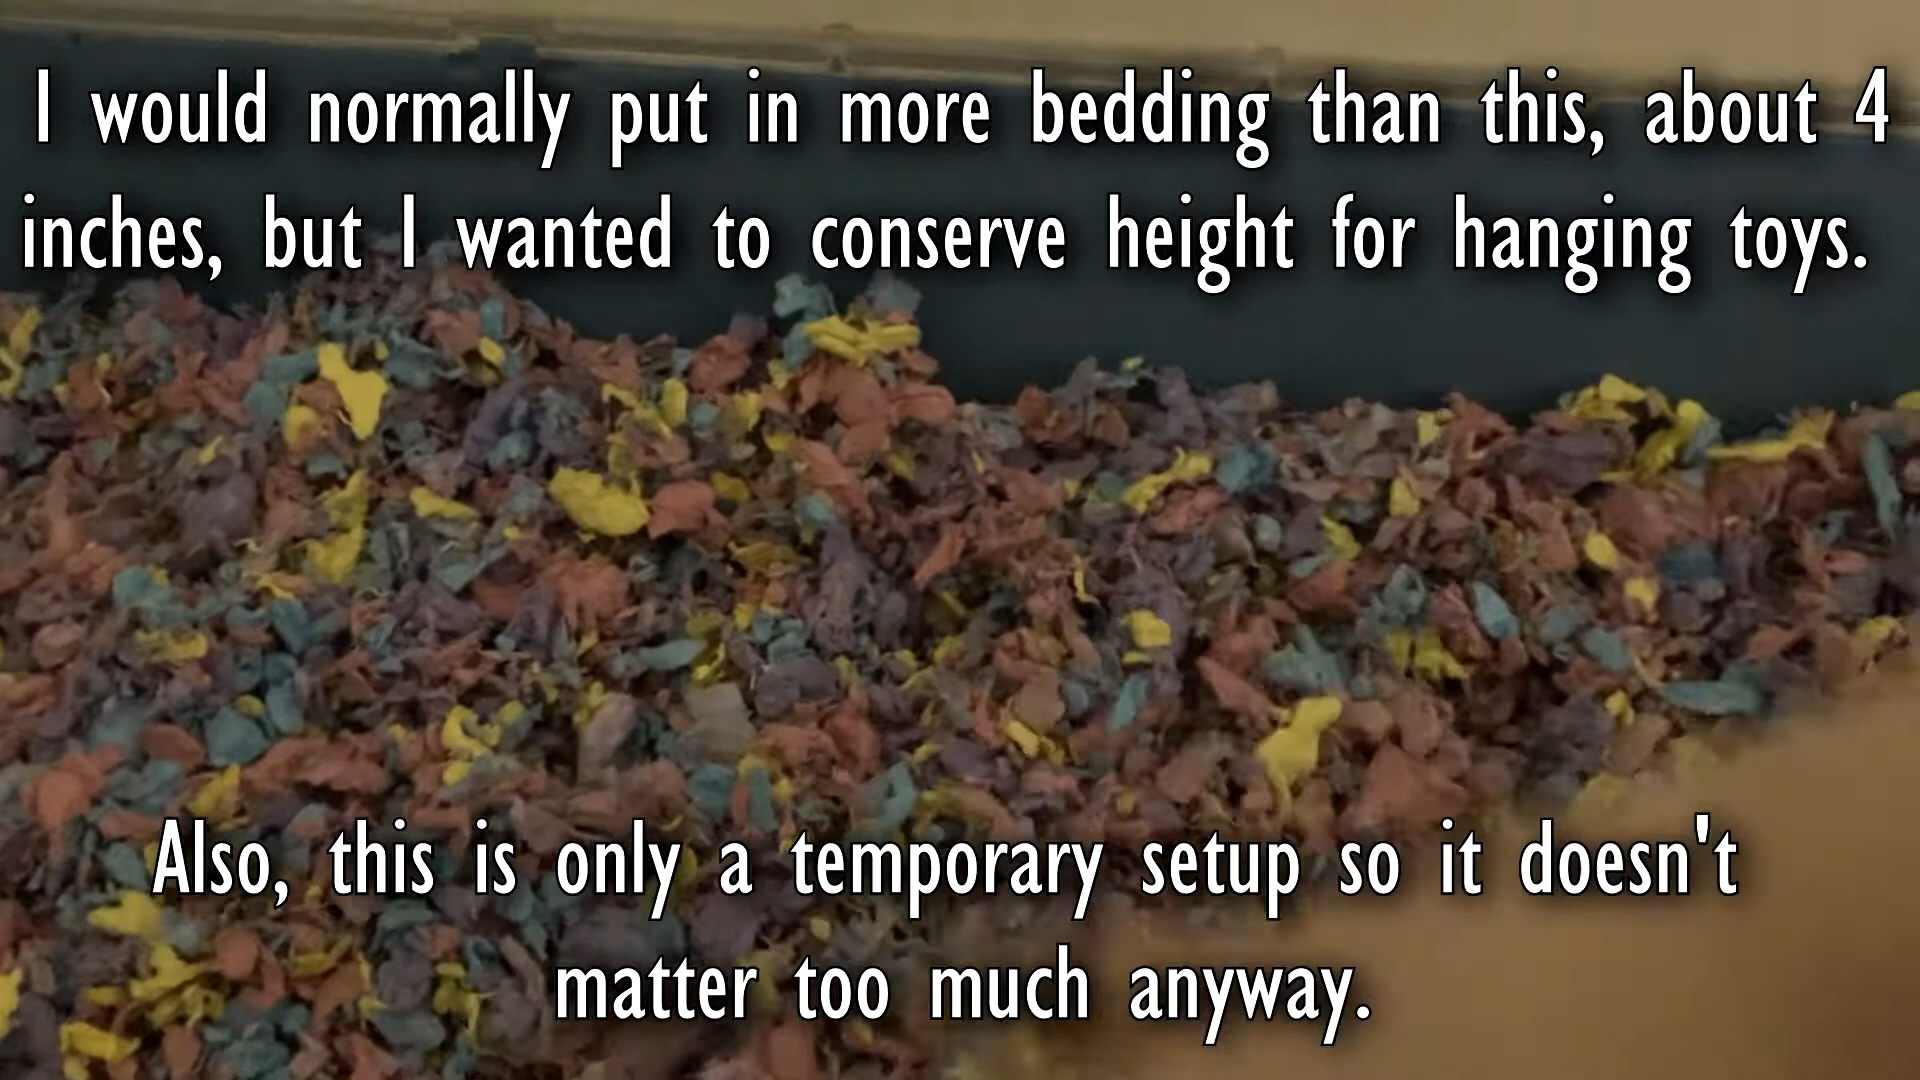 I would normally put in more bedding than this, about 4
inches, but I wanted to conserve height for hanging toys.
Also, this is only a temporary setup so it doesn't
matter too much anyway.